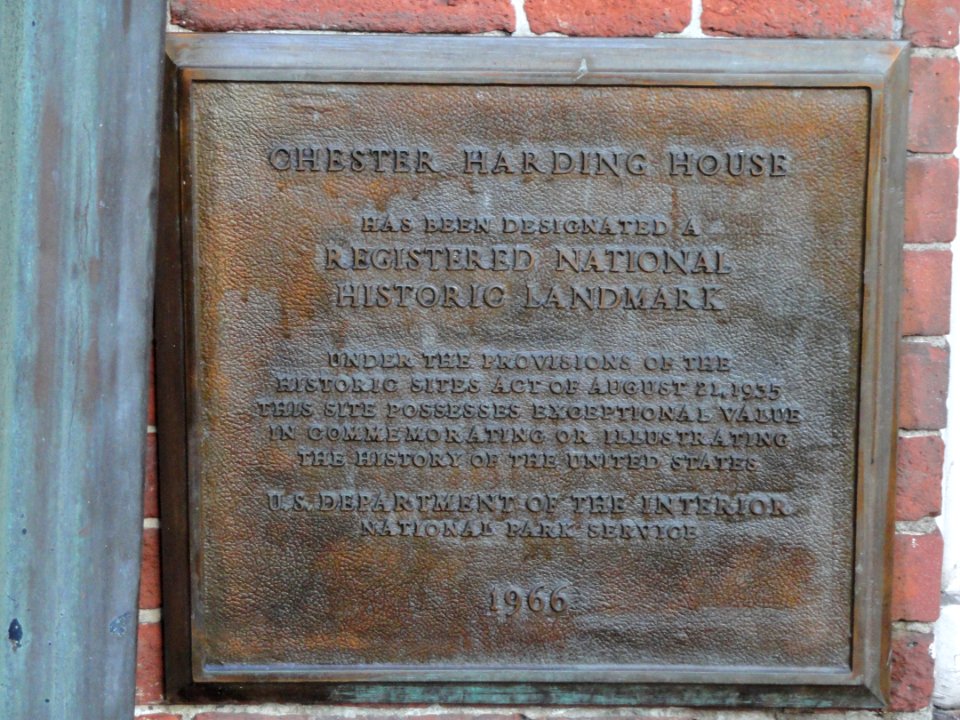 CHESTER HARDING HOUSE
HAS BEEN DESIGNATED A
REGISTERED NATIONAL
HISTORIC LANDMARK
UNDER THE PROVISIONS OF THE
HISTORIC SITES ACT OF AUGUST 21, 1935
THIS SITE POSSESSES EXCEPTIONAL VALUE
IN COMMEMORATING OR ILLUSTRATING
THE HISTORY OF THE UNITED STATES
U.S. DEPARTMENT OF THE INTERIOR
NATIONAL PARK SERVICE
1966